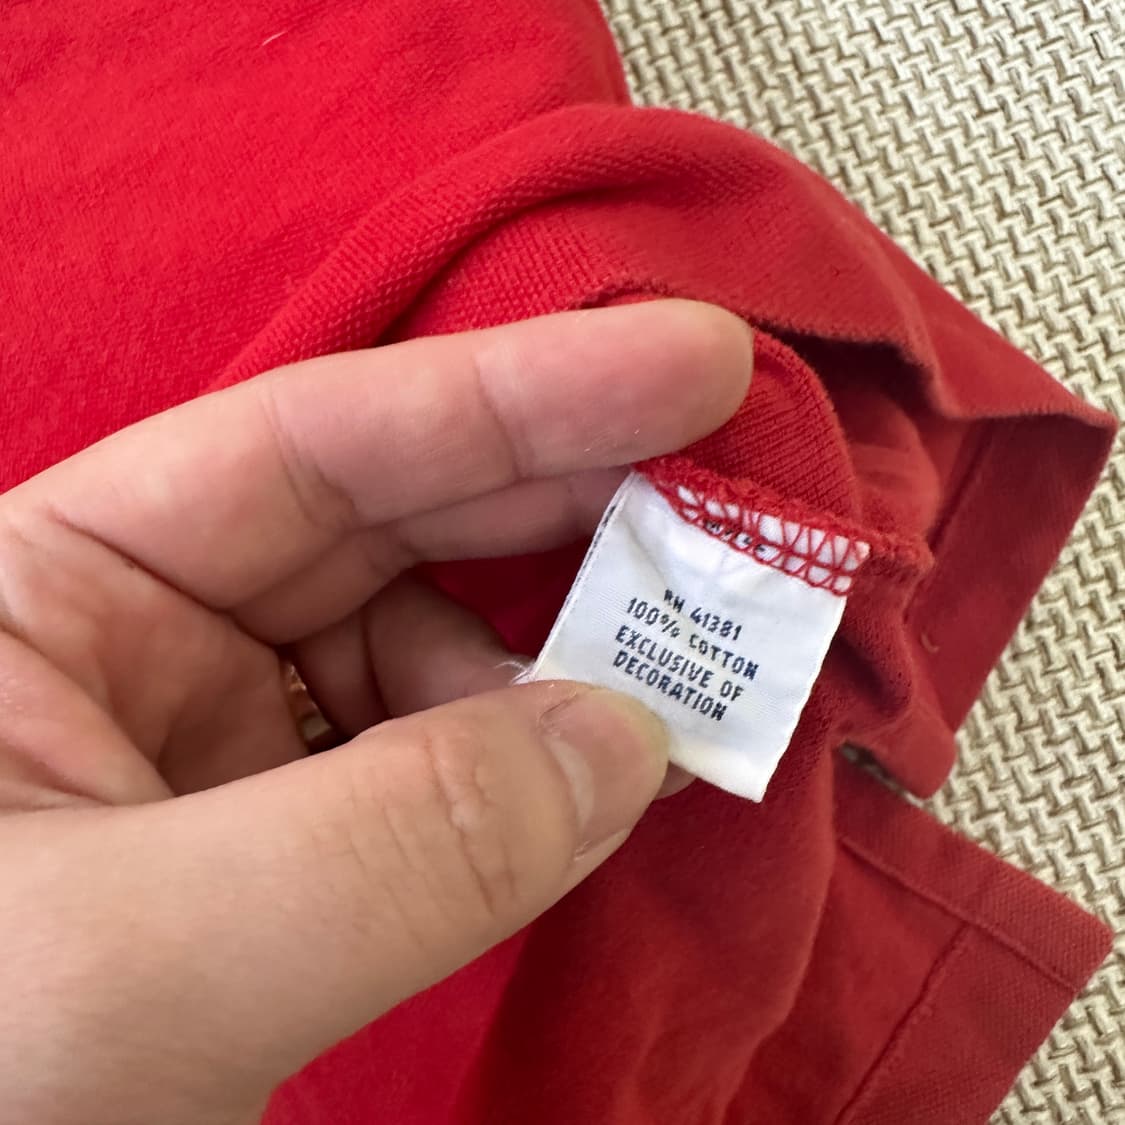 RN 41381
100% COTTON
EXCLUSIVE OF
DECORATION